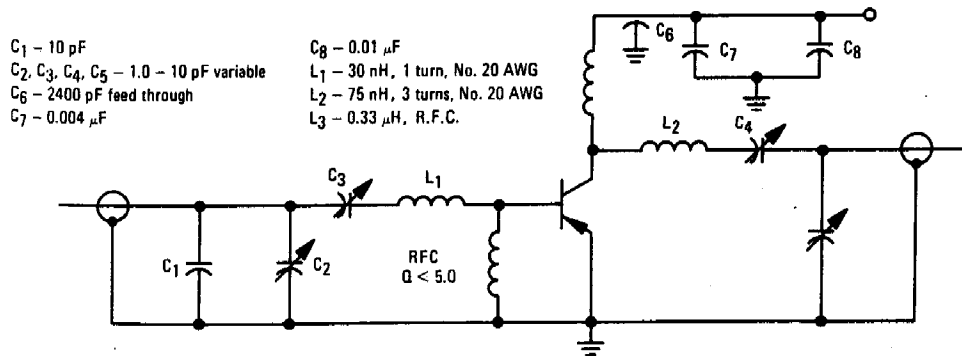 C1 – 10 pF
C2, C3, C4, C5 – 1.0 – 10 pF variable
C6 – 2400 pF feed through
C7 – 0.004 μF
C8 – 0.01 μF
L1 – 30 nH, 1 turn, No. 20 AWG
L2 – 75 nH, 3 turns, No. 20 AWG
L3 – 0.33 μH, R.F.C.
C6
C7
C8
L2
C4
C3
L1
C1
C2
RFC
Q < 5.0